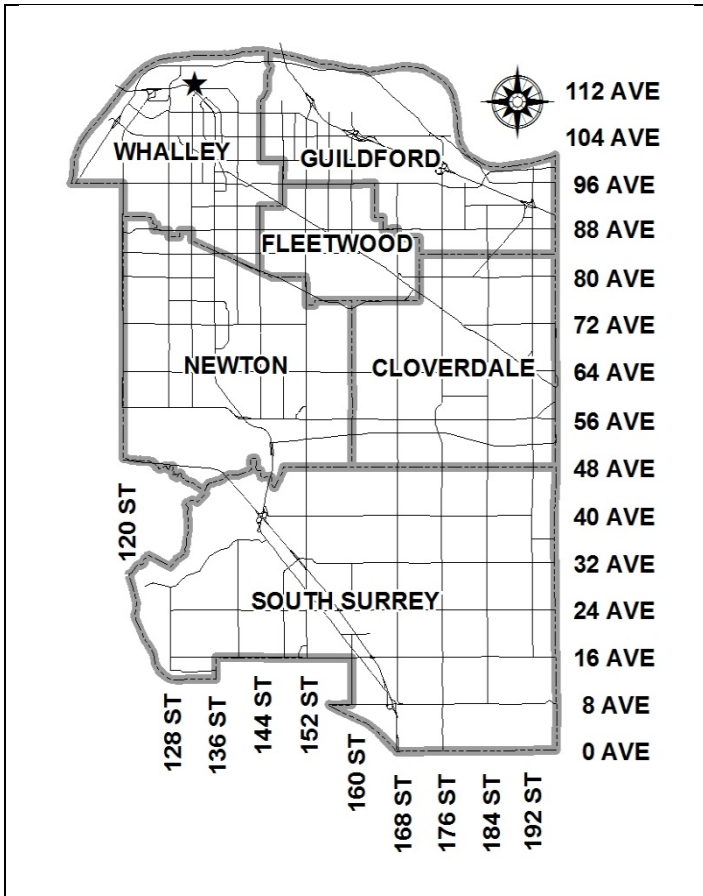 112 AVE
104 AVE
WHALLEY
GUILDFORD
96 AVE
88 AVE
FLEETWOOD
80 AVE
72 AVE
NEWTON
CLOVERDALE
64 AVE
56 AVE
48 AVE
120 ST
40 AVE
32 AVE
SOUTH SURREY
24 AVE
16 AVE
128 ST
136 ST
144 ST
152 ST
8 AVE
160 ST
0 AVE
168 ST
176 ST
184 ST
192 ST